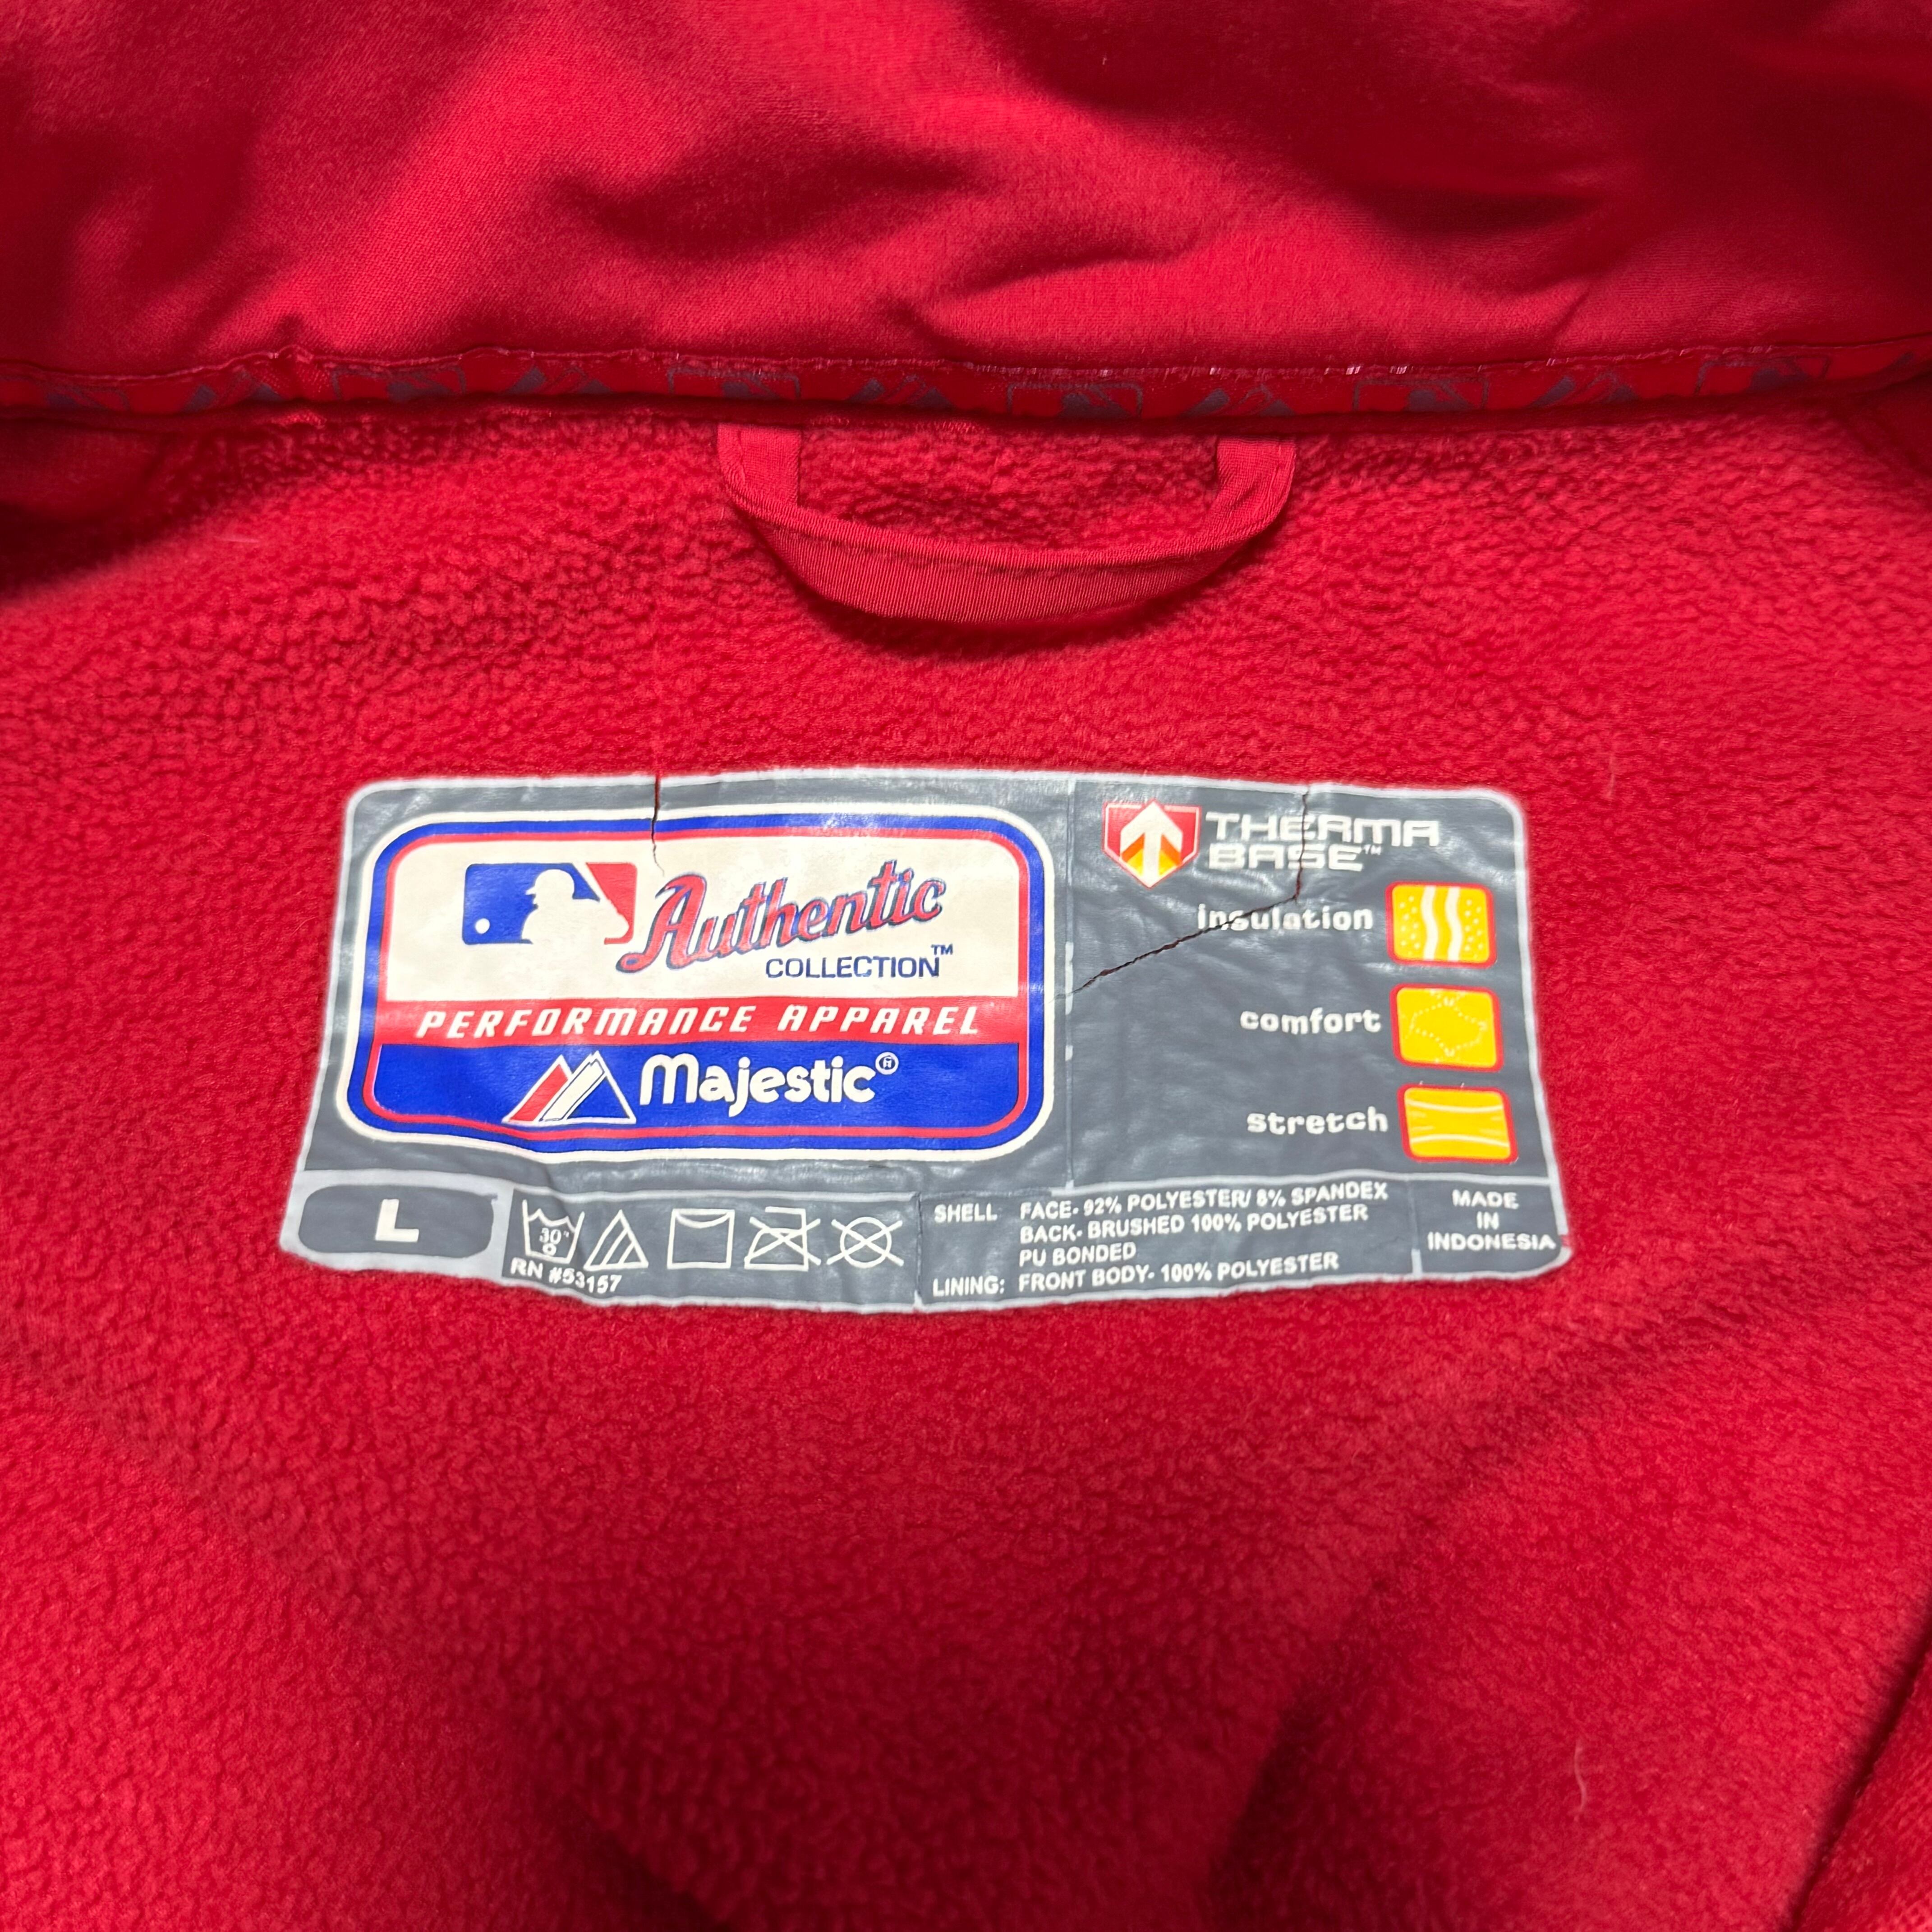 Authentic
COLLECTION™
PERFORMANCE APPAREL
Majestic®
THERMA
BASE™
insulation
comfort
stretch
L
30°
RN #53157
SHELL FACE- 92% POLYESTER/ 8% SPANDEX
BACK- BRUSHED 100% POLYESTER
PU BONDED
LINING: FRONT BODY- 100% POLYESTER
MADE
IN
INDONESIA